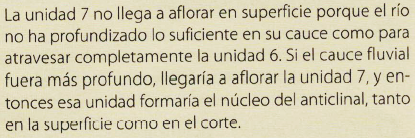 La unidad 7 no llega a aflorar en superficie porque el río
no ha profundizado lo suficiente en su cauce como para
atravesar completamente la unidad 6. Si el cauce fluvial
fuera más profundo, llegaría a aflorar la unidad 7, y en-
tonces esa unidad formaría el núcleo del anticlinal, tanto
en la superficie como en el corte.